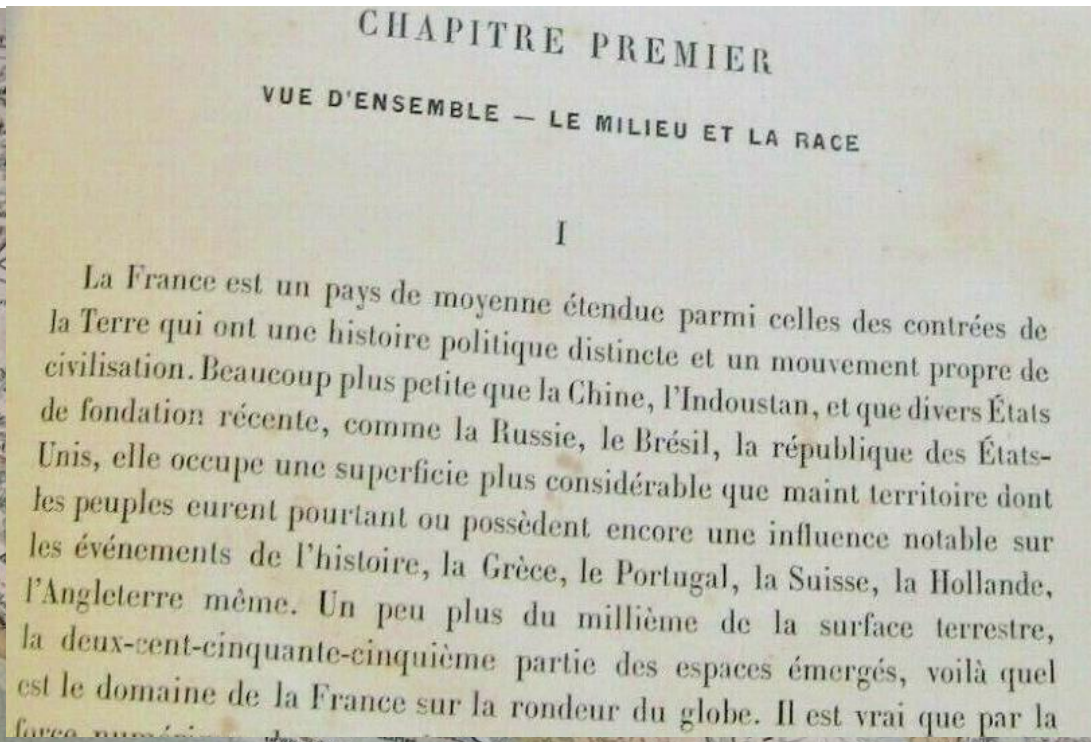 CHAPITRE PREMIER
VUE D'ENSEMBLE — LE MILIEU ET LA RACE
I
La France est un pays de moyenne étendue parmi celles des contrées de
la Terre qui ont une histoire politique distincte et un mouvement propre de
civilisation. Beaucoup plus petite que la Chine, l'Indoustan, et que divers États
de fondation récente, comme la Russie, le Brésil, la république des États-
Unis, elle occupe une superficie plus considérable que maint territoire dont
les peuples eurent pourtant ou possèdent encore une influence notable sur
les événements de l'histoire, la Grèce, le Portugal, la Suisse, la Hollande,
l'Angleterre même. Un peu plus du millième de la surface terrestre,
la deux-cent-cinquante-cinquième partie des espaces émergés, voilà quel
est le domaine de la France sur la rondeur du globe. Il est vrai que par la
force